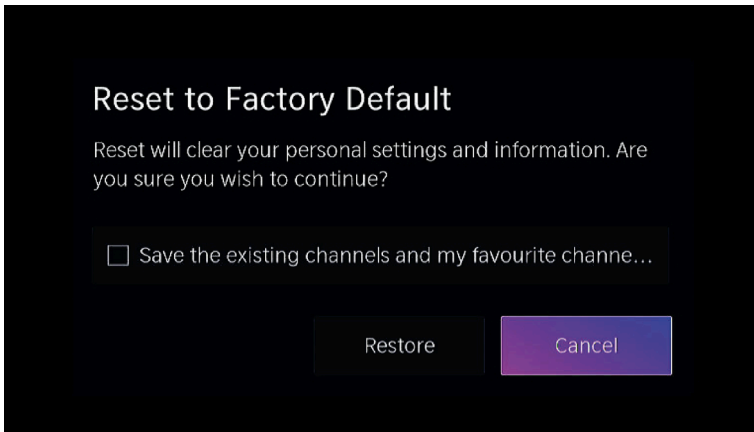 Reset to Factory Default
Reset will clear your personal settings and information. Are
you sure you wish to continue?
Save the existing channels and my favourite channe...
Restore
Cancel